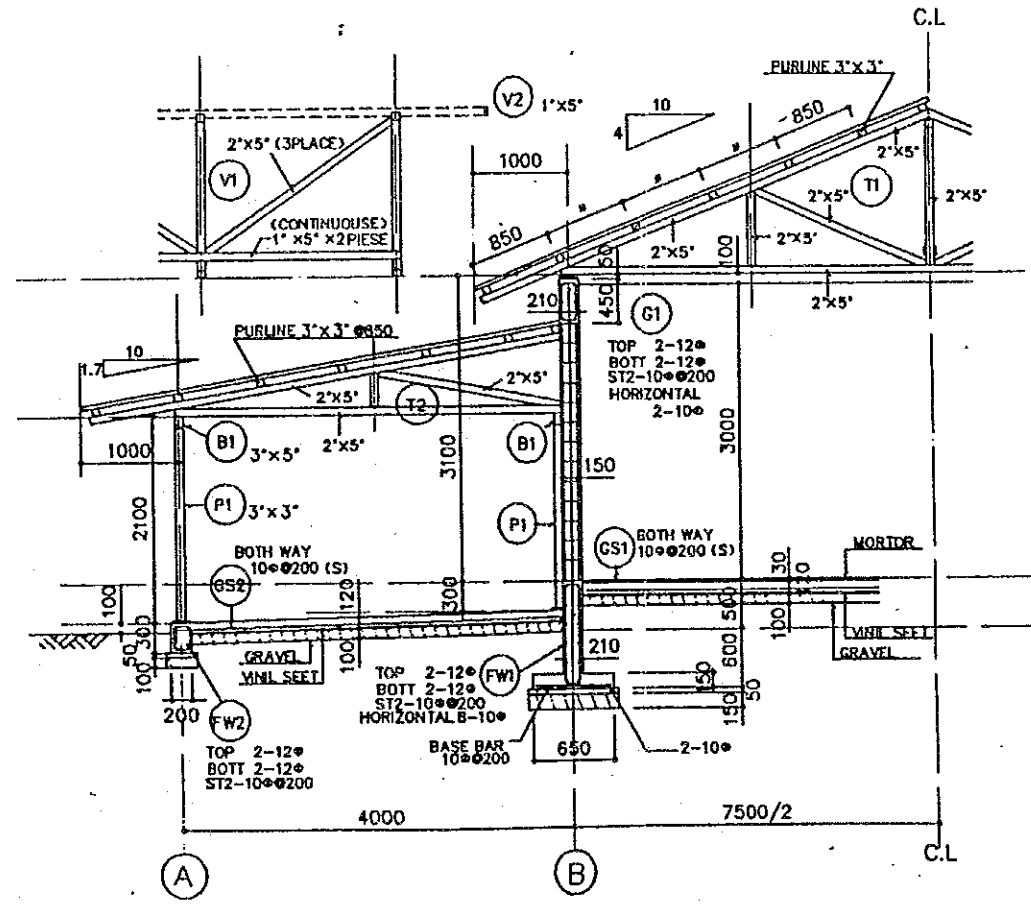 C.L
PURLINE 3"X3"
V2
1"X5"
10
4
850
2"X5" (3PLACE)
V1
1000
2"X5"
T1
(CONTINUOUSE)
1" X5" X2PIESE
850
2"X5"
2"X5"
2"X5"
2"X5"
50
100
2"X5"
210
450
G1
PURLINE 3"X3" @850
TOP 2-12Φ
BOTT 2-12Φ
ST2-10Φ@200
HORIZONTAL
2-10Φ
10
1.7
2"X5"
2"X5"
T2
2"X5"
3000
B1
3"X5"
B1
1000
3100
150
2100
P1
3"X3"
P1
GS1
BOTH WAY
10Φ@200 (S)
MORTOR
BOTH WAY
10Φ@200 (S)
GS2
100
120
300
30
120
100
500
300
50
100
100
GRAVEL
VINIL SEET
VINIL SEET
GRAVEL
600
210
TOP 2-12Φ
BOTT 2-12Φ
ST2-10Φ@200
HORIZONTAL 8-10Φ
FW1
150
50
150
200
FW2
BASE BAR
10Φ@200
650
2-10Φ
TOP 2-12Φ
BOTT 2-12Φ
ST2-10Φ@200
4000
7500/2
A
B
C.L